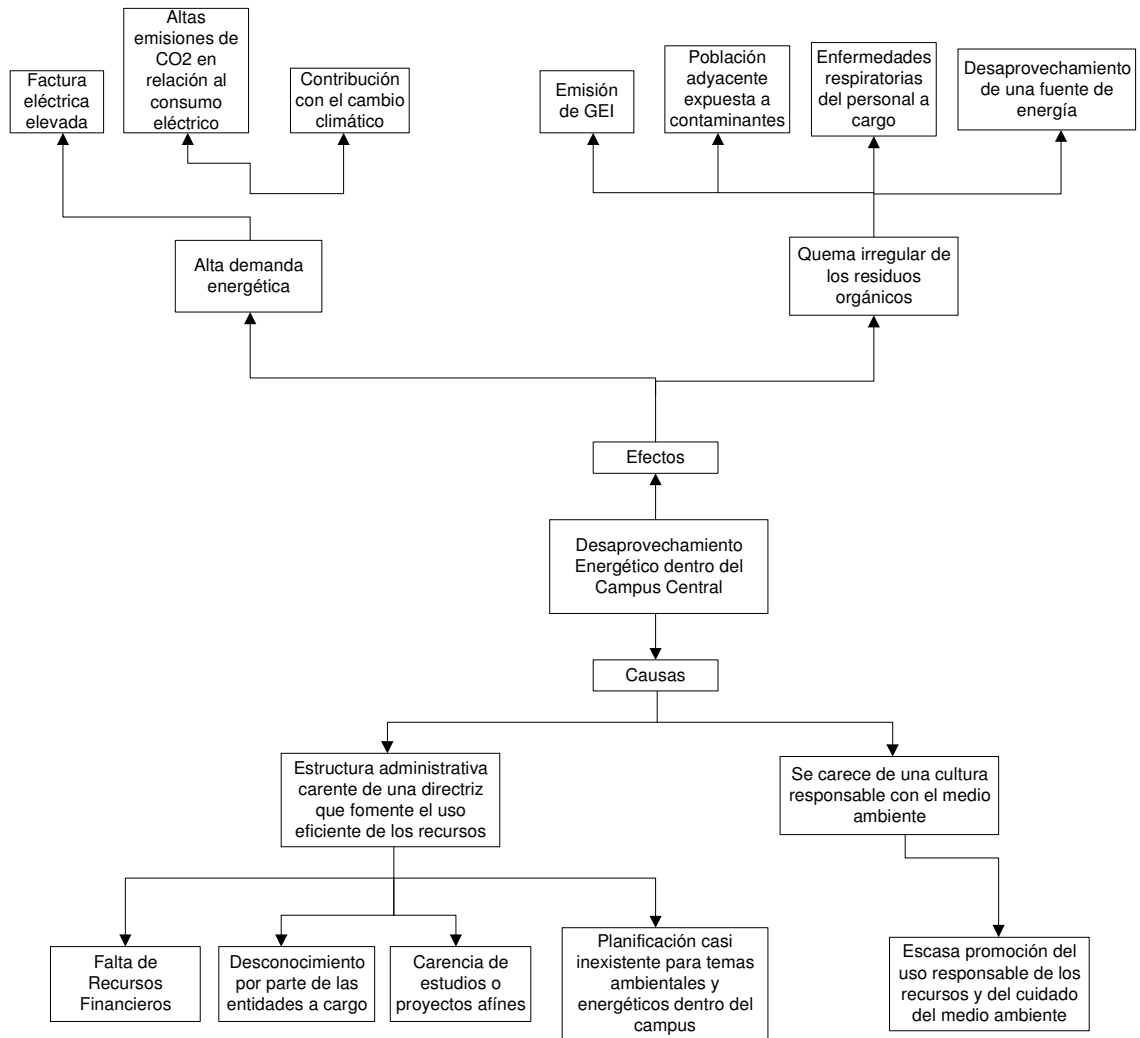 Altas
emisiones de
CO2 en
relación al
consumo
eléctrico
Factura
eléctrica
elevada
Contribución
con el cambio
climático
Emisión
de GEI
Población
adyacente
expuesta a
contaminantes
Enfermedades
respiratorias
del personal a
cargo
Desaprovechamiento
de una fuente de
energía
Alta demanda
energética
Quema irregular de
los residuos
orgánicos
Efectos
Desaprovechamiento
Energético dentro del
Campus Central
Causas
Estructura administrativa
carente de una directriz
que fomente el uso
eficiente de los recursos
Se carece de una cultura
responsable con el medio
ambiente
Falta de
Recursos
Financieros
Desconocimiento
por parte de las
entidades a cargo
Carencia de
estudios o
proyectos afínes
Planificación casi
inexistente para temas
ambientales y
energéticos dentro del
campus
Escasa promoción del
uso responsable de los
recursos y del cuidado
del medio ambiente